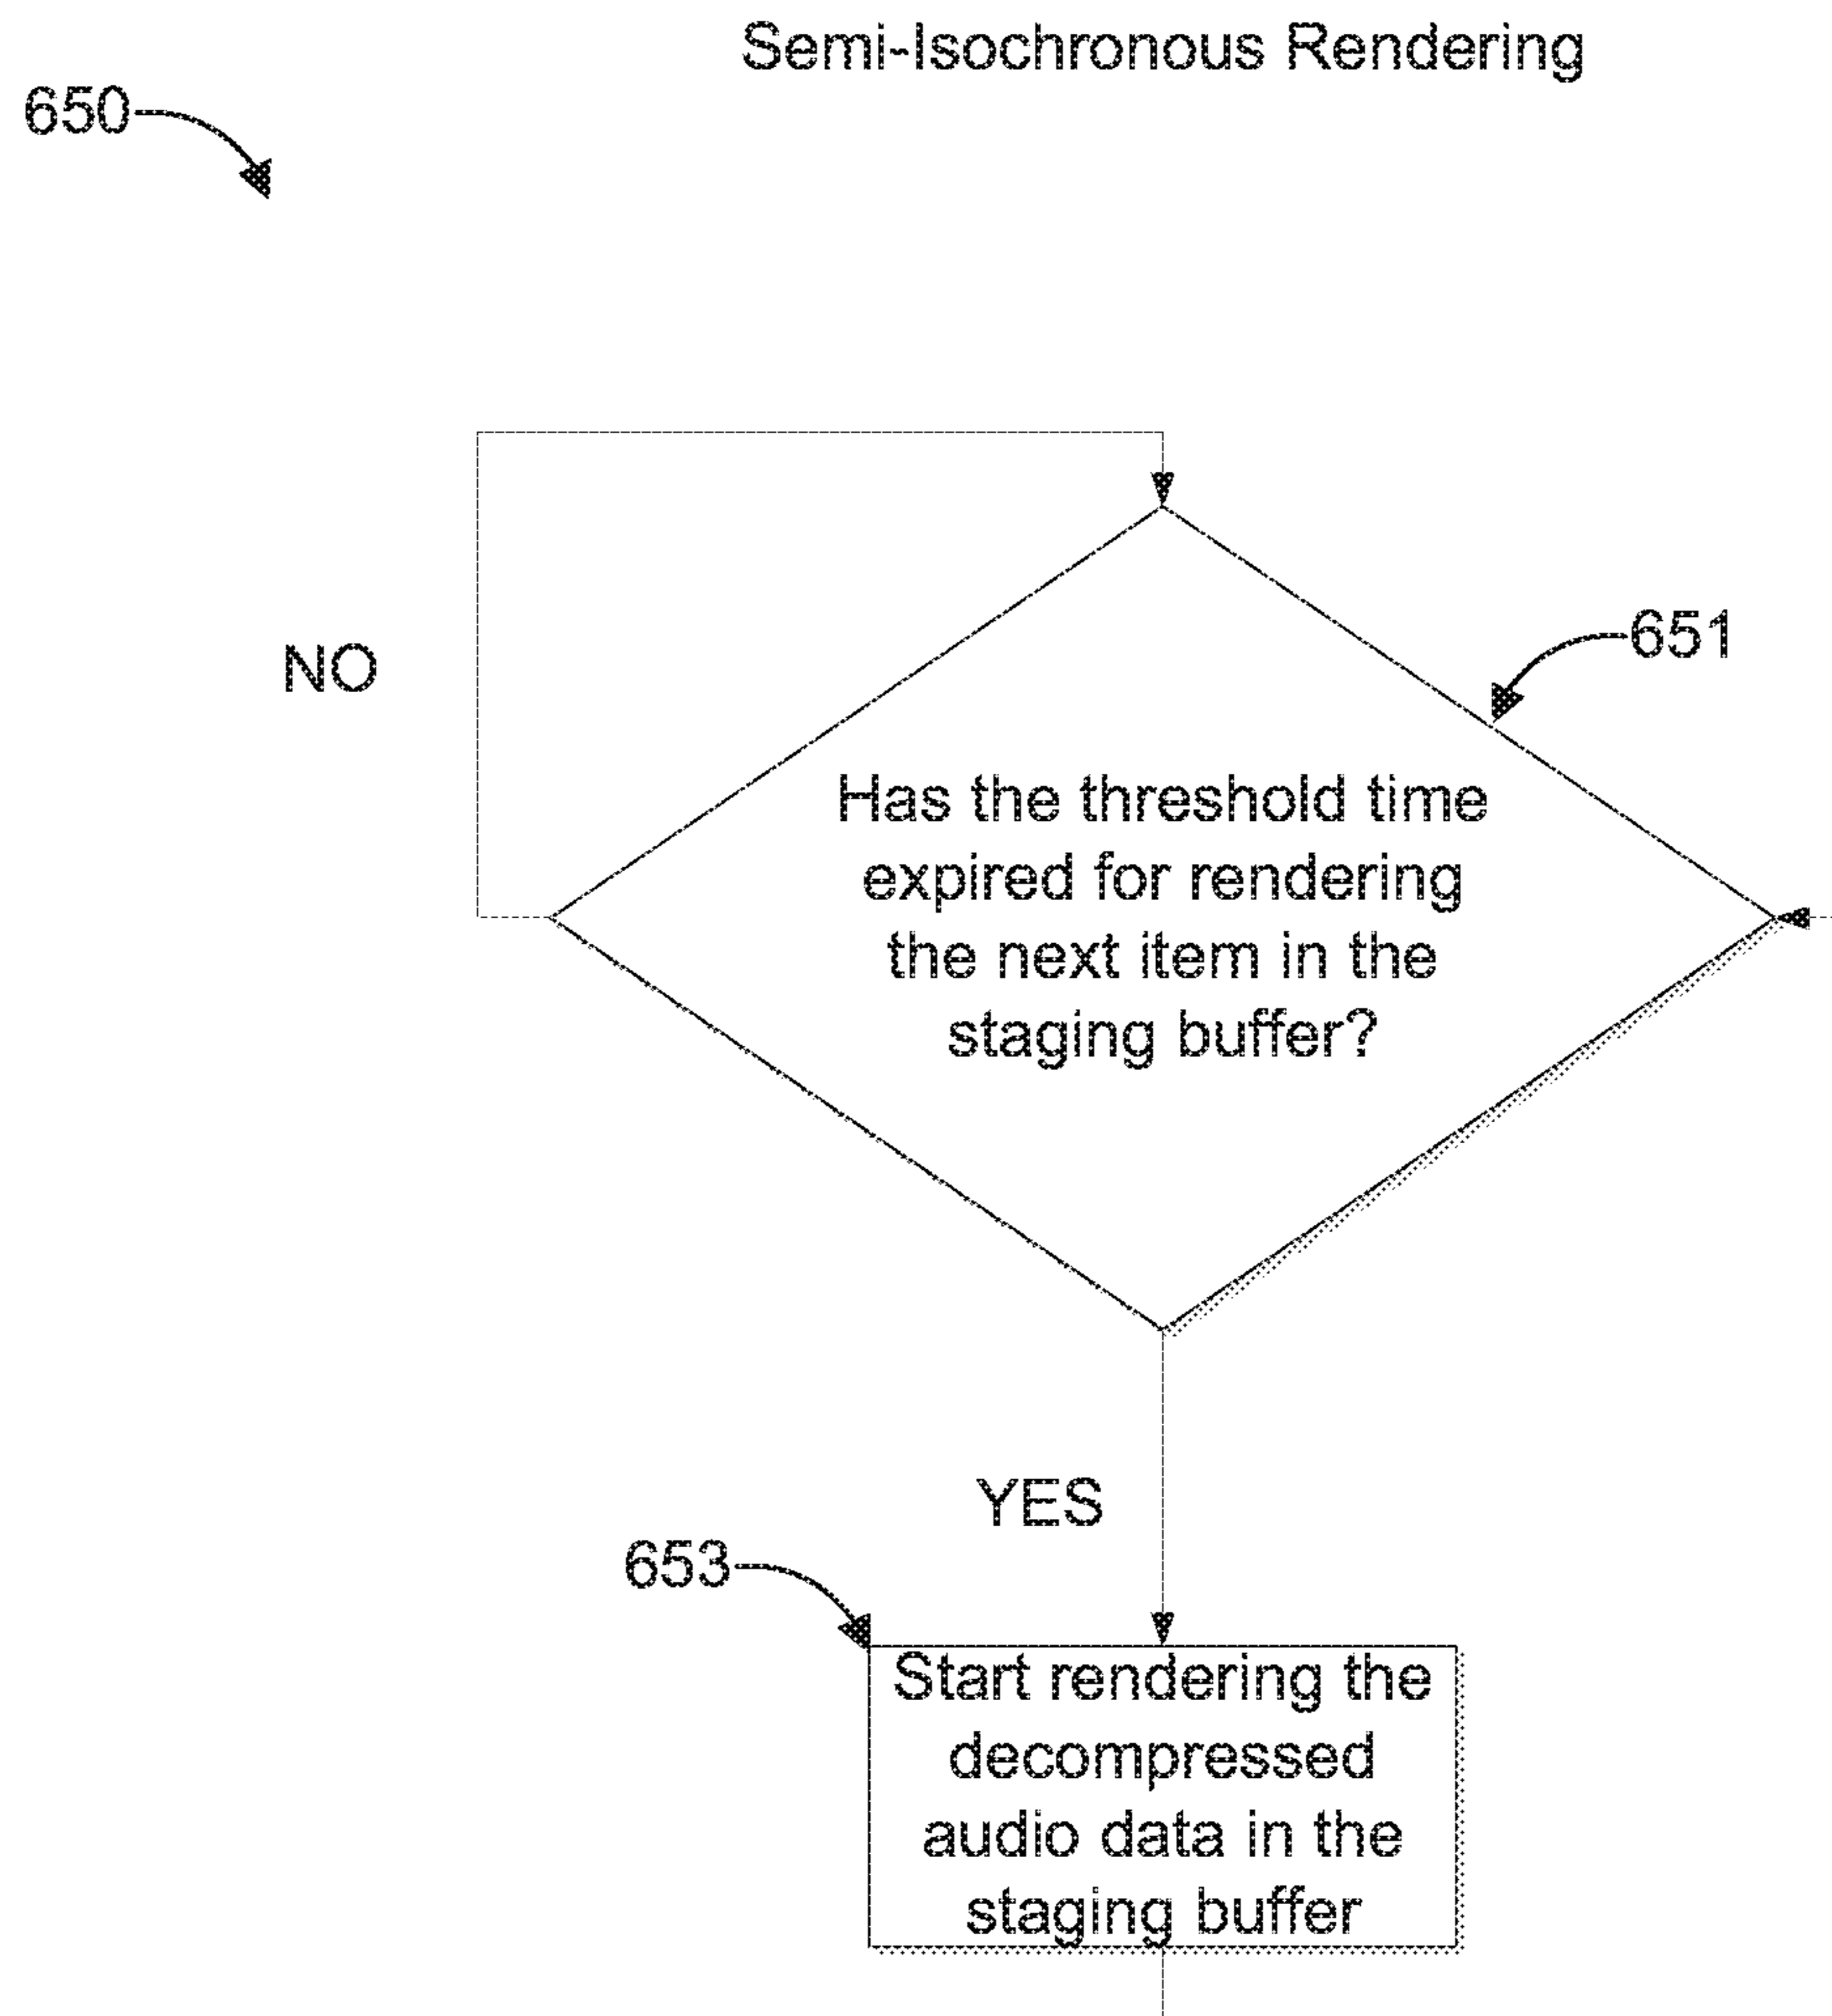 Semi-Isochronous Rendering
650
NO
651
Has the threshold time
expired for rendering
the next item in the
staging buffer?
YES
653
Start rendering the
decompressed
audio data in the
staging buffer